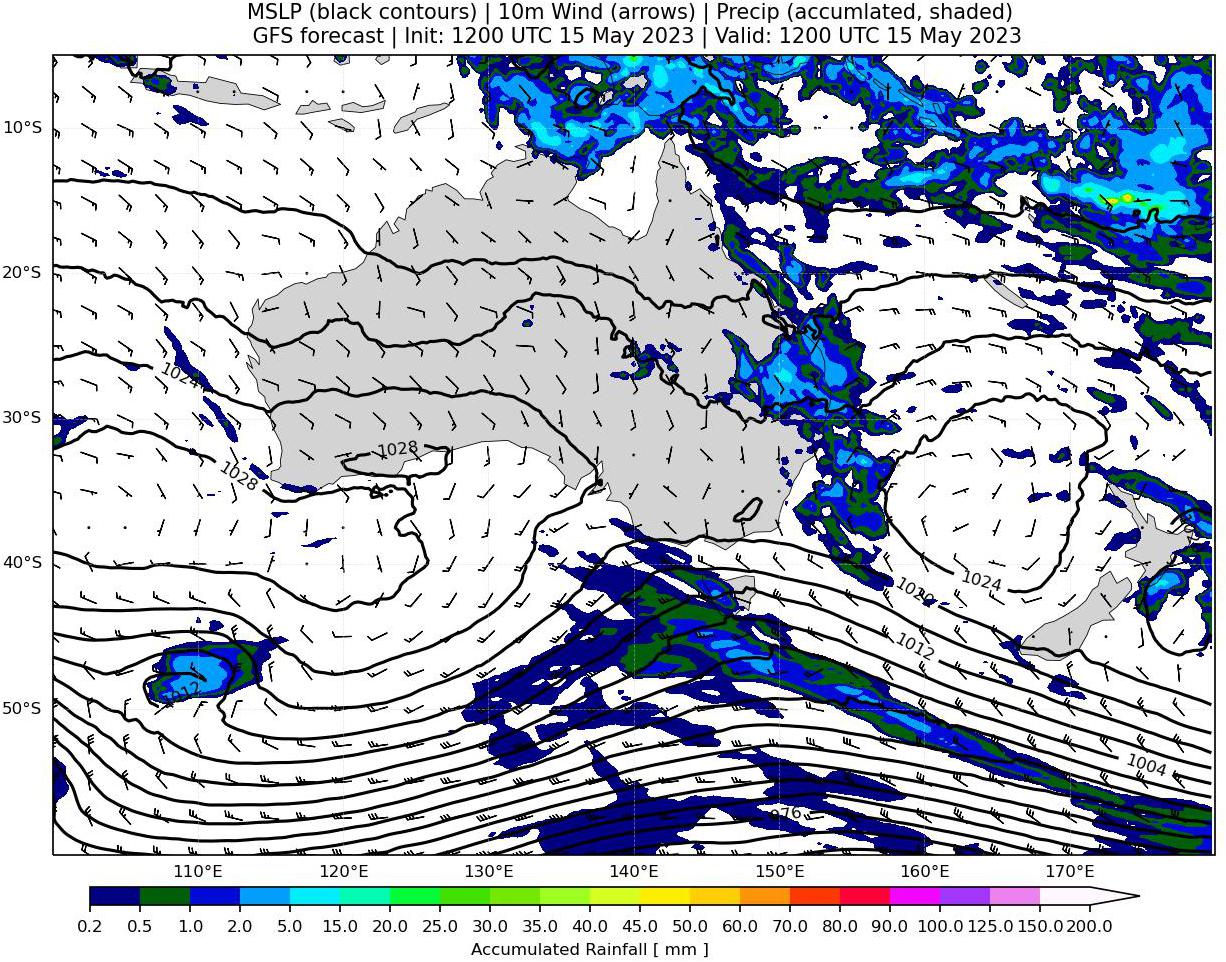 MSLP (black contours) | 10m Wind (arrows) | Precip (accumlated, shaded)
GFS forecast | Init: 1200 UTC 15 May 2023 | Valid: 1200 UTC 15 May 2023
10°S
20°S
1024
1028
30°S
1028
40°S
1024
1020
1012
1012
50°S
1004
976
110°E 120°E 130°E 140°E 150°E 160°E 170°E
0.2 0.5 1.0 2.0 5.0 15.0 20.0 25.0 30.0 35.0 40.0 45.0 50.0 60.0 70.0 80.0 90.0 100.0 125.0 150.0 200.0
Accumulated Rainfall [ mm ]